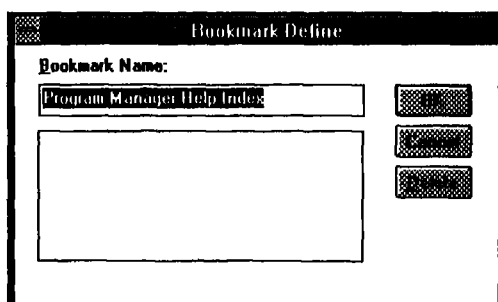 Bookmark Define
Bookmark Name:
Program Manager Help Index
OK
Cancel
Delete